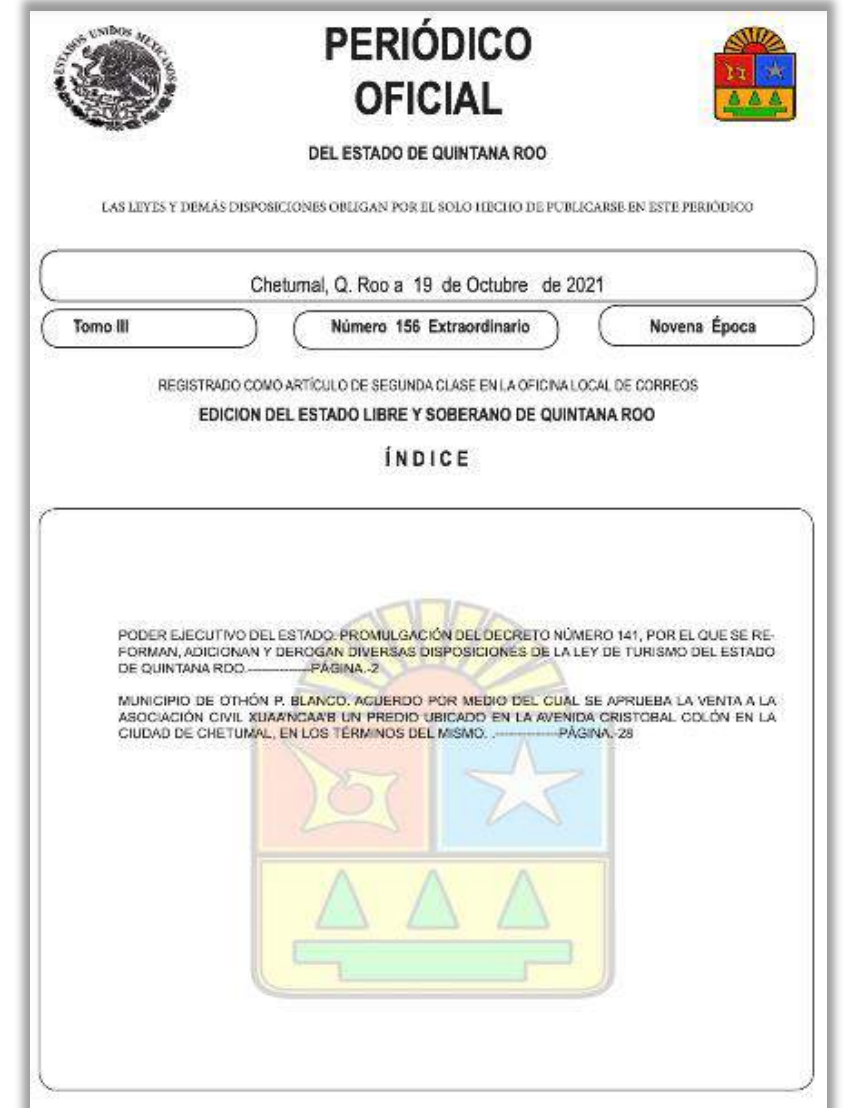 ESTADOS UNIDOS MEXICANOS
PERIÓDICO
OFICIAL
DEL ESTADO DE QUINTANA ROO
LAS LEYES Y DEMÁS DISPOSICIONES OBLIGAN POR EL SOLO HECHO DE PUBLICARSE EN ESTE PERIÓDICO
Chetumal, Q. Roo a 19 de Octubre de 2021
Tomo III
Número 156 Extraordinario
Novena Época
REGISTRADO COMO ARTÍCULO DE SEGUNDA CLASE EN LA OFICINA LOCAL DE CORREOS
EDICION DEL ESTADO LIBRE Y SOBERANO DE QUINTANA ROO
ÍNDICE
PODER EJECUTIVO DEL ESTADO. PROMULGACIÓN DEL DECRETO NÚMERO 141, POR EL QUE SE RE-
FORMAN, ADICIONAN Y DEROGAN DIVERSAS DISPOSICIONES DE LA LEY DE TURISMO DEL ESTADO
DE QUINTANA ROO.---------------PÁGINA.-2
MUNICIPIO DE OTHÓN P. BLANCO. ACUERDO POR MEDIO DEL CUAL SE APRUEBA LA VENTA A LA
ASOCIACIÓN CIVIL XUAA'NCAA'B UN PREDIO UBICADO EN LA AVENIDA CRISTOBAL COLÓN EN LA
CIUDAD DE CHETUMAL, EN LOS TÉRMINOS DEL MISMO. .---------------PÁGINA.-28